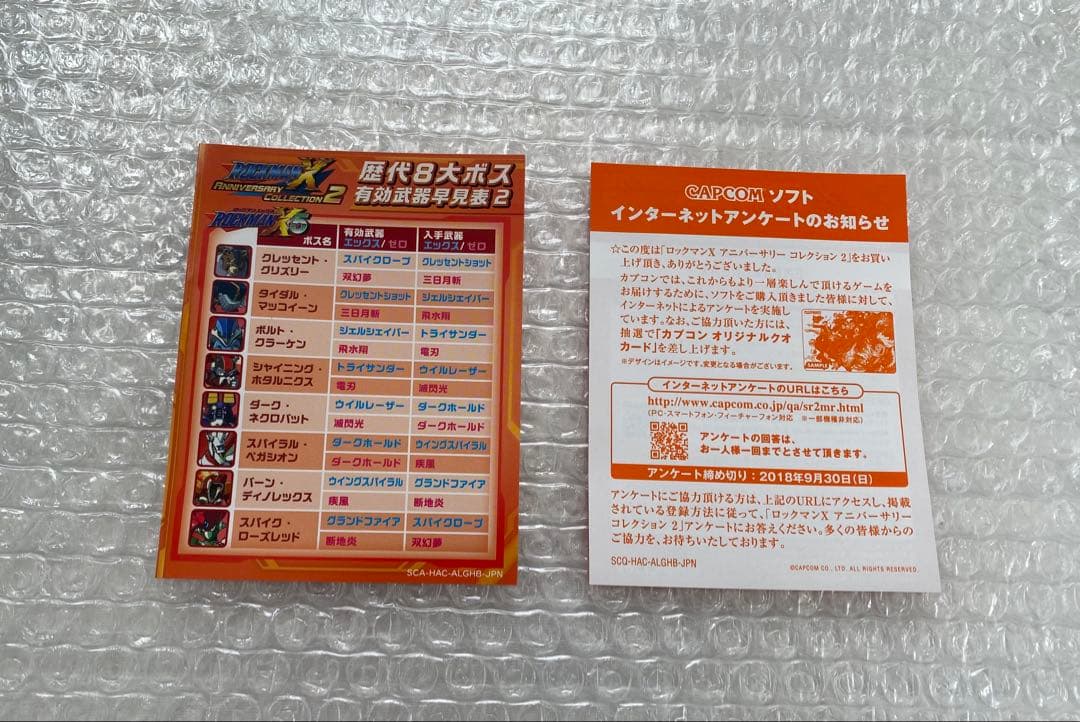 ROCKMAN X
ANNIVERSARY
COLLECTION 2
歴代8大ボス
有効武器早見表2
ROCKMAN X5
ボス名
有効武器
エックス/ゼロ
入手武器
エックス/ゼロ
クレッセント・
グリズリー
スパイクロープ
クレッセントショット
双幻夢
三日月斬
タイダル・
マッコイーン
クレッセントショット
ジェルシェイバー
三日月斬
飛水翔
ボルト・
クラーケン
ジェルシェイバー
トライサンダー
飛水翔
電刃
シャイニング・
ホタルニクス
トライサンダー
ウイルレーザー
電刃
滅閃光
ダーク・
ネクロバット
ウイルレーザー
ダークホールド
滅閃光
ダークホールド
スパイラル・
ペガシオン
ダークホールド
ウイングスパイラル
ダークホールド
疾風
バーン・
ディノレックス
ウイングスパイラル
グランドファイア
疾風
断地炎
スパイク・
ローズレッド
グランドファイア
スパイクロープ
断地炎
双幻夢
SCA-HAC-ALGHB-JPN
CAPCOM ソフト
インターネットアンケートのお知らせ
☆この度は「ロックマンX アニバーサリー コレクション 2」をお買い
上げ頂き、ありがとうございました。
カプコンでは、これからもより一層楽しんで頂けるゲーム
をお届けするために、ソフトをご購入頂きました皆様に対して、
インターネットによるアンケートを実施し
ています。なお、ご協力頂いた方には、
抽選で「カプコン オリジナルクオ
カード」を差し上げます。
※デザインはイメージです。変更となる場合がございます。
SAMPLE
インターネットアンケートのURLはこちら
http://www.capcom.co.jp/qa/sr2mr.html
(PC・スマートフォン・フィーチャーフォン対応 ※一部機種非対応)
アンケートの回答は、
お一人様一回までとさせて頂きます。
アンケート締め切り:2018年9月30日(日)
アンケートにご協力頂ける方は、上記のURLにアクセスし、掲載
されている登録方法に従って、「ロックマンX アニバーサリー
コレクション 2」アンケートにお答えください。多くの皆様からの
ご協力を、お待ちいたしております。
SCQ-HAC-ALGHB-JPN
©CAPCOM CO., LTD. ALL RIGHTS RESERVED.